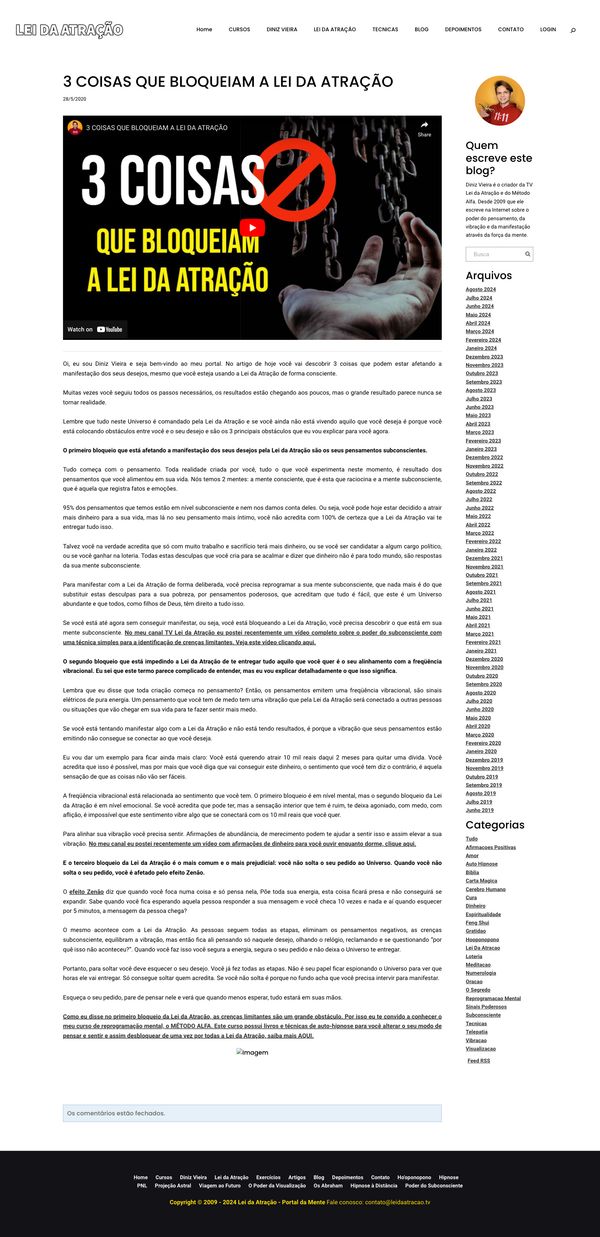 LEI DA ATRAÇÃO
Home CURSOS DINIZ VIEIRA LEI DA ATRAÇÃO TECNICAS BLOG DEPOIMENTOS CONTATO LOGIN
3 COISAS QUE BLOQUEIAM A LEI DA ATRAÇÃO
28/5/2020
3 COISAS QUE BLOQUEIAM A LEI DA ATRAÇÃO
Share
3 COISAS
QUE BLOQUEIAM
A LEI DA ATRAÇÃO
Watch on YouTube
Oi, eu sou Diniz Vieira e seja bem-vindo ao meu portal. No artigo de hoje você vai descobrir 3 coisas que podem estar afetando a
manifestação dos seus desejos, mesmo que você esteja usando a Lei da Atração de forma consciente.
Muitas vezes você seguiu todos os passos necessários, os resultados estão chegando aos poucos, mas o grande resultado parece nunca se
tornar realidade.
Lembre que tudo neste Universo é comandado pela Lei da Atração e se você ainda não está vivendo aquilo que você deseja é porque você
está colocando obstáculos entre você e o seu desejo e são os 3 principais obstáculos que eu vou explicar para você agora.
O primeiro bloqueio que está afetando a manifestação dos seus desejos pela Lei da Atração são os seus pensamentos subconscientes.
Tudo começa com o pensamento. Toda realidade criada por você, tudo o que você experimenta neste momento, é resultado dos
pensamentos que você alimentou em sua vida. Nós temos 2 mentes: a mente consciente, que é esta que raciocina e a mente subconsciente,
que é aquela que registra fatos e emoções.
95% dos pensamentos que temos estão em nível subconsciente e nem nos damos conta deles. Ou seja, você pode hoje estar decidido a atrair
mais dinheiro para a sua vida, mas lá no seu pensamento mais íntimo, você não acredita com 100% de certeza que a Lei da Atração vai te
entregar tudo isso.
Talvez você na verdade acredita que só com muito trabalho e sacrifício terá mais dinheiro, ou se você ser candidatar a algum cargo político,
ou se você ganhar na loteria. Todas estas desculpas que você cria para se acalmar e dizer que dinheiro não é para todo mundo, são respostas
da sua mente subconsciente.
Para manifestar com a Lei da Atração de forma deliberada, você precisa reprogramar a sua mente subconsciente, que nada mais é do que
substituir estas desculpas para a sua pobreza, por pensamentos poderosos, que acreditam que tudo é fácil, que este é um Universo
abundante e que todos, como filhos de Deus, têm direito a tudo isso.
Se você está até agora sem conseguir manifestar, ou seja, você está bloqueando a Lei da Atração, você precisa descobrir o que está em sua
mente subconsciente. No meu canal TV Lei da Atração eu postei recentemente um vídeo completo sobre o poder do subconsciente com
uma técnica simples para a identificação de crenças limitantes. Veja este vídeo clicando aqui.
O segundo bloqueio que está impedindo a Lei da Atração de te entregar tudo aquilo que você quer é o seu alinhamento com a freqüência
vibracional. Eu sei que este termo parece complicado de entender, mas eu vou explicar detalhadamente o que isso significa.
Lembra que eu disse que toda criação começa no pensamento? Então, os pensamentos emitem uma freqüência vibracional, são sinais
elétricos de pura energia. Um pensamento que você tem de medo tem uma vibração que pela Lei da Atração será conectado a outras pessoas
ou situações que vão chegar em sua vida para te fazer sentir mais medo.
Se você está tentando manifestar algo com a Lei da Atração e não está tendo resultados, é porque a vibração que seus pensamentos estão
emitindo não consegue se conectar ao que você deseja.
Eu vou dar um exemplo para ficar ainda mais claro: Você está querendo atrair 10 mil reais daqui 2 meses para quitar uma dívida. Você
acredita que isso é possível, mas por mais que você diga que vai conseguir este dinheiro, o sentimento que você tem diz o contrário, é aquela
sensação de que as coisas não vão ser fáceis.
A freqüência vibracional está relacionada ao sentimento que você tem. O primeiro bloqueio é em nível mental, mas o segundo bloqueio da Lei
da Atração é em nível emocional. Se você acredita que pode ter, mas a sensação interior que tem é ruim, te deixa agoniado, com medo, com
aflição, é impossível que este sentimento vibre algo que se conectará com os 10 mil reais que você quer.
Para alinhar sua vibração você precisa sentir. Afirmações de abundância, de merecimento podem te ajudar a sentir isso e assim elevar a sua
vibração. No meu canal eu postei recentemente um vídeo com afirmações de dinheiro para você ouvir enquanto dorme, clique aqui.
E o terceiro bloqueio da Lei da Atração é o mais comum e o mais prejudicial: você não solta o seu pedido ao Universo. Quando você não
solta o seu pedido, você é afetado pelo efeito Zenão.
O efeito Zenão diz que quando você foca numa coisa e só pensa nela, Põe toda sua energia, esta coisa ficará presa e não conseguirá se
expandir. Sabe quando você fica esperando aquela pessoa responder a sua mensagem e você checa 10 vezes e nada e aí quando esquecer
por 5 minutos, a mensagem da pessoa chega?
O mesmo acontece com a Lei da Atração. As pessoas seguem todas as etapas, eliminam os pensamentos negativos, as crenças
subconsciente, equilibram a vibração, mas então fica ali pensando só naquele desejo, olhando o relógio, reclamando e se questionando "por
quê isso não aconteceu?". Quando você faz isso você segura a energia, segura o seu pedido e não deixa o Universo te entregar.
Portanto, para soltar você deve esquecer o seu desejo. Você já fez todas as etapas. Não é seu papel ficar espionando o Universo para ver que
horas ele vai entregar. Só consegue soltar quem acredita. Se você não solta é porque no fundo acha que você precisa intervir para manifestar.
Esqueça o seu pedido, pare de pensar nele e verá que quando menos esperar, tudo estará em suas mãos.
Como eu disse no primeiro bloqueio da Lei da Atração, as crenças limitantes são um grande obstáculo. Por isso eu te convido a conhecer o
meu curso de reprogramação mental, o MÉTODO ALFA. Este curso possui livros e técnicas de auto-hipnose para você alterar o seu modo de
pensar e sentir e assim desbloquear de uma vez por todas a Lei da Atração, saiba mais AQUI.
Imagem
Os comentários estão fechados.
11:11
Quem
escreve este
blog?
Diniz Vieira é o criador da TV
Lei da Atração e do Método
Alfa. Desde 2009 que ele
escreve na Internet sobre o
poder do pensamento, da
vibração e da manifestação
através da força da mente.
Busca
Arquivos
Agosto 2024
Julho 2024
Junho 2024
Maio 2024
Abril 2024
Março 2024
Fevereiro 2024
Janeiro 2024
Dezembro 2023
Novembro 2023
Outubro 2023
Setembro 2023
Agosto 2023
Julho 2023
Junho 2023
Maio 2023
Abril 2023
Março 2023
Fevereiro 2023
Janeiro 2023
Dezembro 2022
Novembro 2022
Outubro 2022
Setembro 2022
Agosto 2022
Julho 2022
Junho 2022
Maio 2022
Abril 2022
Março 2022
Fevereiro 2022
Janeiro 2022
Dezembro 2021
Novembro 2021
Outubro 2021
Setembro 2021
Agosto 2021
Julho 2021
Junho 2021
Maio 2021
Abril 2021
Março 2021
Fevereiro 2021
Janeiro 2021
Dezembro 2020
Novembro 2020
Outubro 2020
Setembro 2020
Agosto 2020
Julho 2020
Junho 2020
Maio 2020
Abril 2020
Março 2020
Fevereiro 2020
Janeiro 2020
Dezembro 2019
Novembro 2019
Outubro 2019
Setembro 2019
Agosto 2019
Julho 2019
Junho 2019
Categorias
Tudo
Afirmacoes Positivas
Amor
Auto Hipnose
Biblia
Carta Magica
Cerebro Humano
Cura
Dinheiro
Espiritualidade
Feng Shui
Gratidao
Hooponopono
Lei Da Atracao
Loteria
Meditacao
Numerologia
Oracao
O Segredo
Reprogramacao Mental
Sinais Poderosos
Subconsciente
Tecnicas
Telepatia
Vibracao
Visualizacao
Feed RSS
Home Cursos Diniz Vieira Lei da Atração Exercícios Artigos Blog Depoimentos Contato Ho'oponopono Hipnose
PNL Projeção Astral Viagem ao Futuro O Poder da Visualização Os Abraham Hipnose à Distância Poder do Subconsciente
Copyright © 2009 - 2024 Lei da Atração - Portal da Mente Fale conosco: contato@leidaatracao.tv